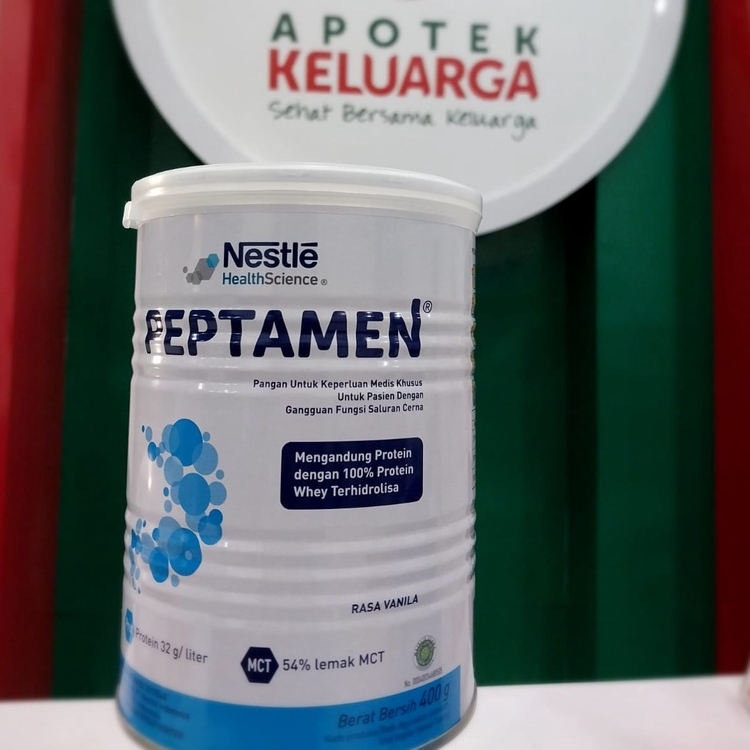 APOTEK
KELUARGA
Sehat Bersama Keluarga
Nestlé
HealthScience®
PEPTAMEN®
Pangan Untuk Keperluan Medis Khusus
Untuk Pasien Dengan
Gangguan Fungsi Saluran Cerna
Mengandung Protein
dengan 100% Protein
Whey Terhidrolisa
RASA VANILA
Protein 32 g/ liter
MCT 54% lemak MCT
Berat Bersih 400 g